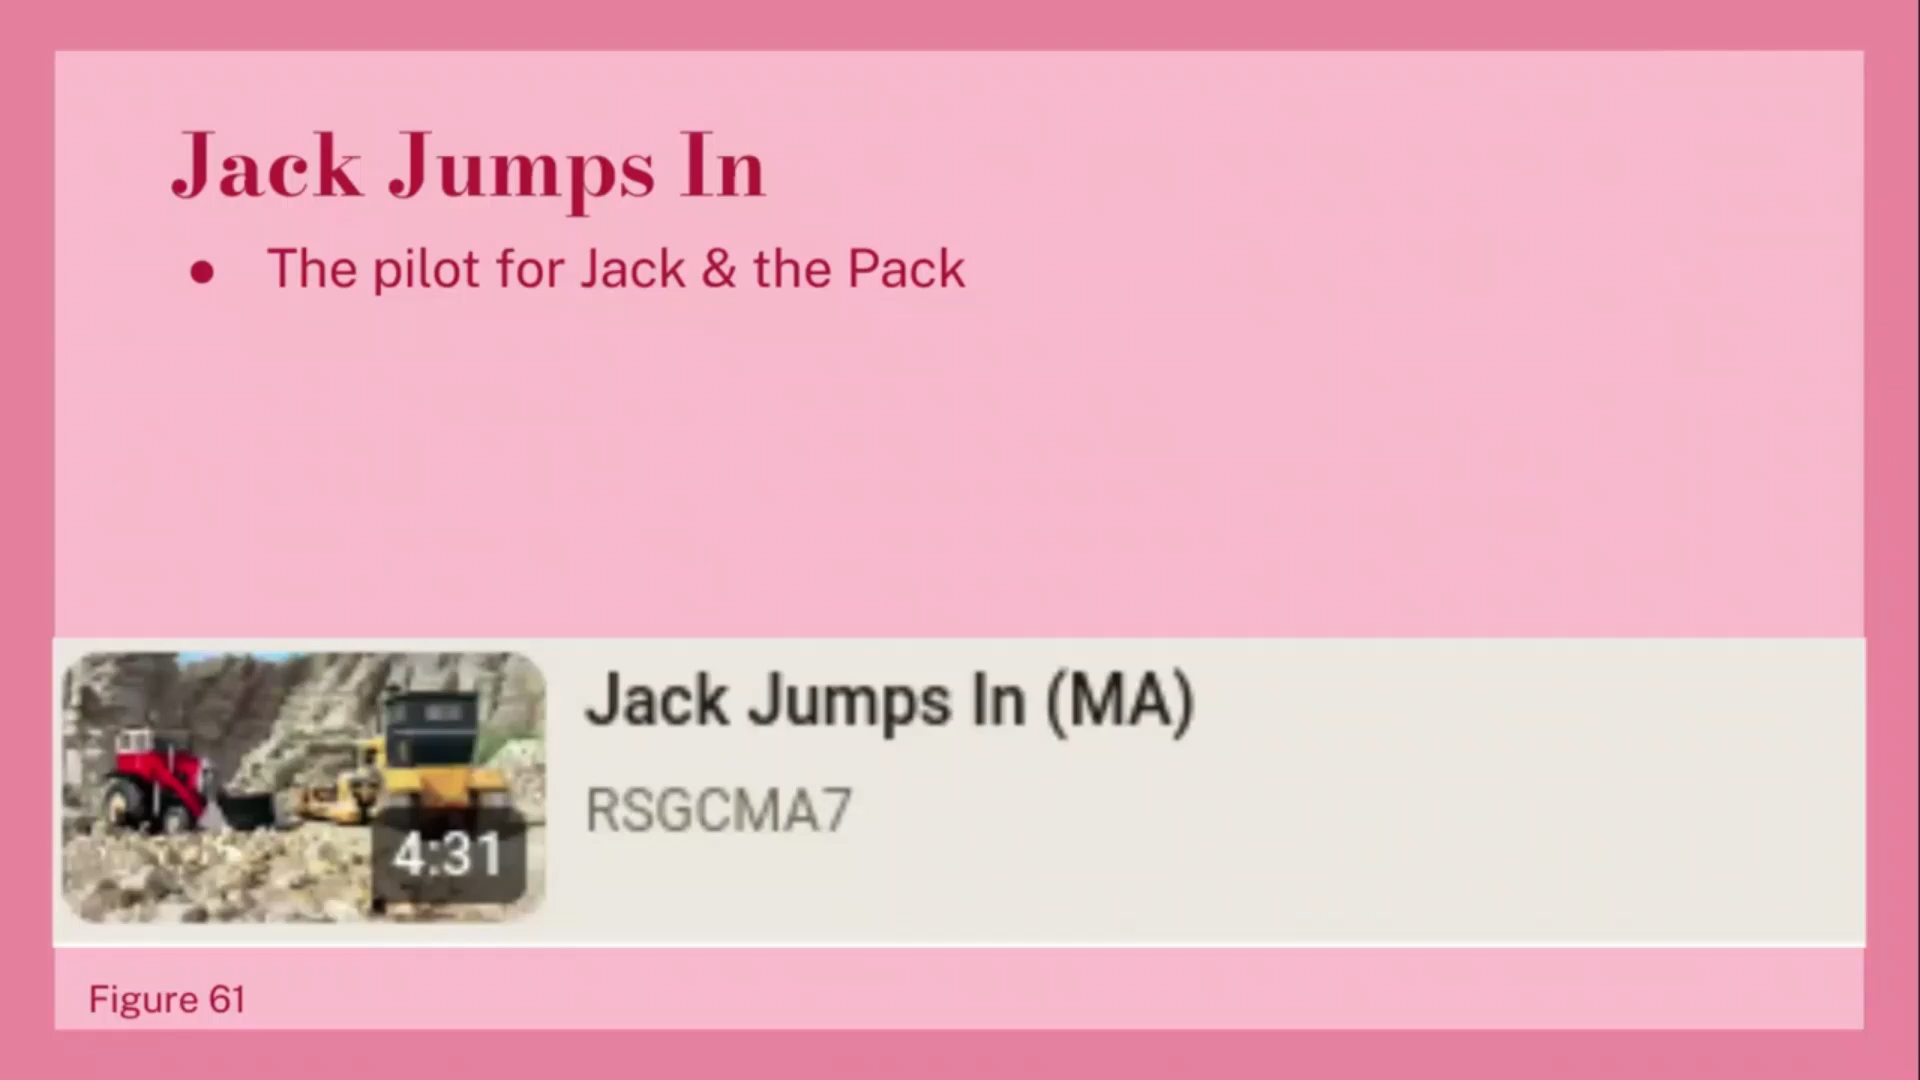 Jack Jumps In
● The pilot for Jack & the Pack
Jack Jumps In (MA)
RSGCMA7
4:31
Figure 61